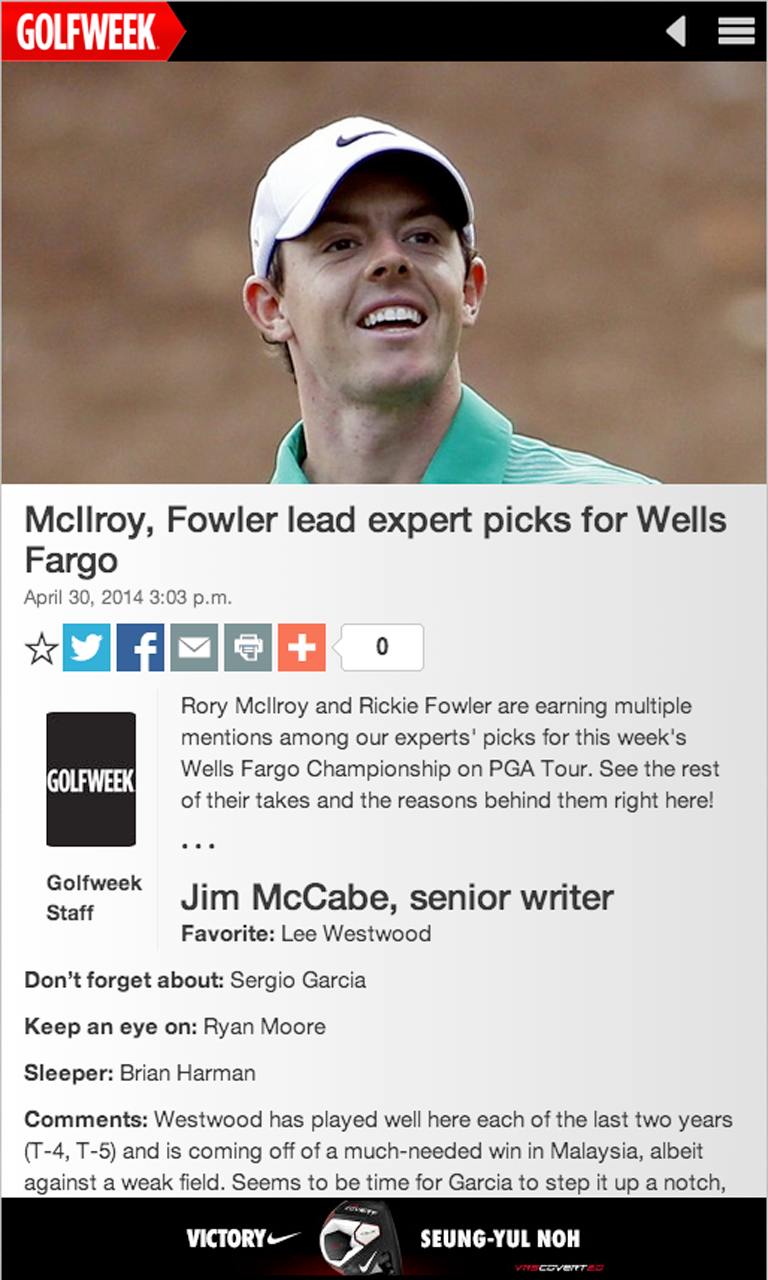 GOLFWEEK
McIlroy, Fowler lead expert picks for Wells
Fargo
April 30, 2014 3:03 p.m.
0
Rory McIlroy and Rickie Fowler are earning multiple
mentions among our experts' picks for this week's
Wells Fargo Championship on PGA Tour. See the rest
of their takes and the reasons behind them right here!
...
GOLFWEEK
Golfweek
Staff
Jim McCabe, senior writer
Favorite: Lee Westwood
Don’t forget about: Sergio Garcia
Keep an eye on: Ryan Moore
Sleeper: Brian Harman
Comments: Westwood has played well here each of the last two years
(T-4, T-5) and is coming off of a much-needed win in Malaysia, albeit
against a weak field. Seems to be time for Garcia to step it up a notch,
VICTORY
SEUNG-YUL NOH
VRS COVERT 2.0